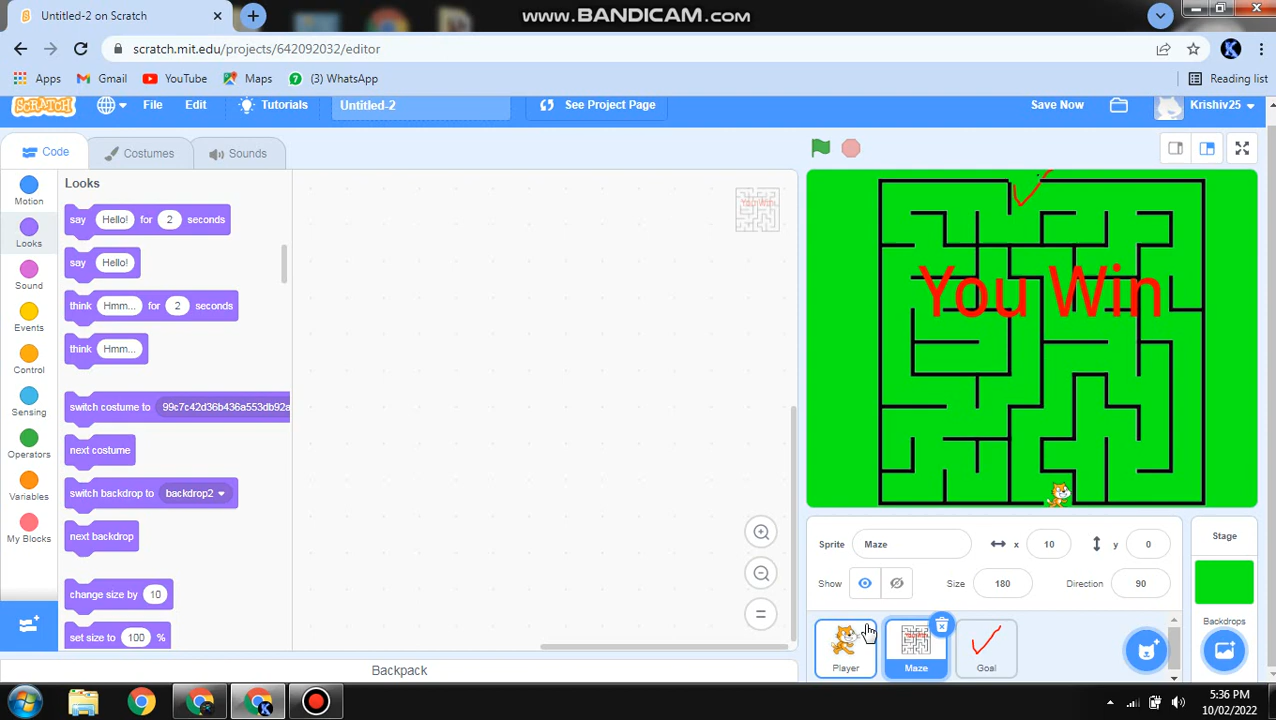 Untitled-2 on Scratch
www.BANDICAM.com
scratch.mit.edu/projects/642092032/editor
Apps Gmail YouTube Maps (3) WhatsApp Reading list
SCRATCH File Edit Tutorials Untitled-2 See Project Page Save Now Krishiv25
Code Costumes Sounds
Motion
Looks
Sound
Events
Control
Sensing
Operators
Variables
My Blocks
Looks
say Hello! for 2 seconds
say Hello!
think Hmm... for 2 seconds
think Hmm...
switch costume to 99c7c42d36b436a553db92a
next costume
switch backdrop to backdrop2
next backdrop
change size by 10
set size to 100 %
Backpack
You Win
Sprite Maze x 10 y 0
Show Size 180 Direction 90
Player Maze Goal
Stage
Backdrops
5:36 PM
10/02/2022